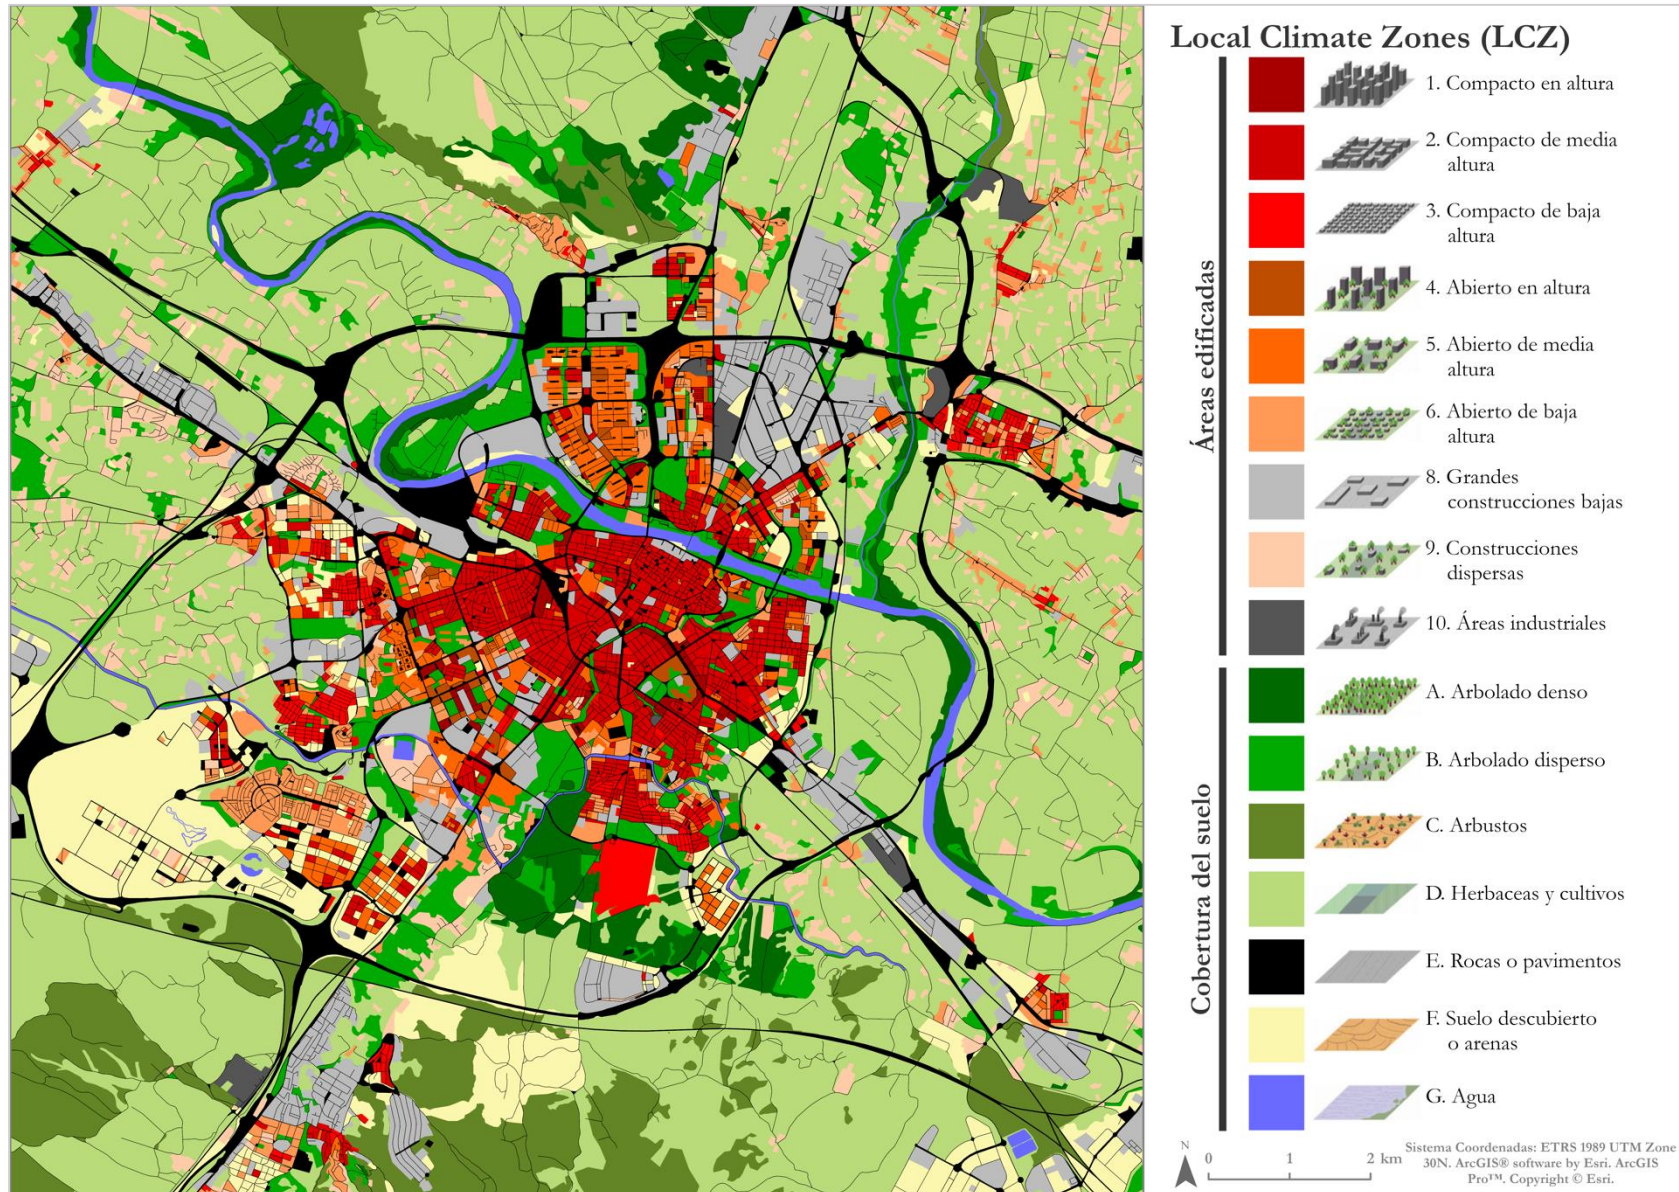 Local Climate Zones (LCZ)
Áreas edificadas
1. Compacto en altura
2. Compacto de media
altura
3. Compacto de baja
altura
4. Abierto en altura
5. Abierto de media
altura
6. Abierto de baja
altura
8. Grandes
construcciones bajas
9. Construcciones
dispersas
10. Áreas industriales
Cobertura del suelo
A. Arbolado denso
B. Arbolado disperso
C. Arbustos
D. Herbaceas y cultivos
E. Rocas o pavimentos
F. Suelo descubierto
o arenas
G. Agua
N
0 1 2 km
Sistema Coordenadas: ETRS 1989 UTM Zone
30N. ArcGIS® software by Esri. ArcGIS
Pro™. Copyright © Esri.